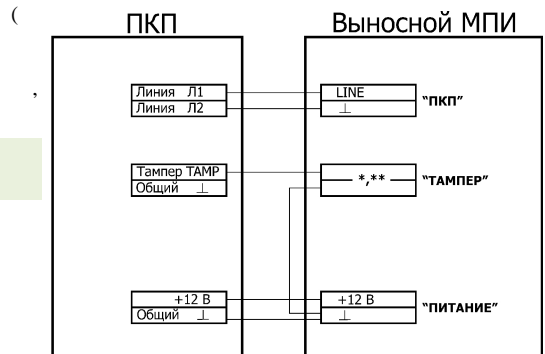 (
,
ПКП Выносной МПИ
Линия Л1 LINE
Линия Л2 ⊥ "ПКП"
Тампер TAMP *,** "ТАМПЕР"
Общий ⊥
+12 В +12 В
Общий ⊥ ⊥ "ПИТАНИЕ"